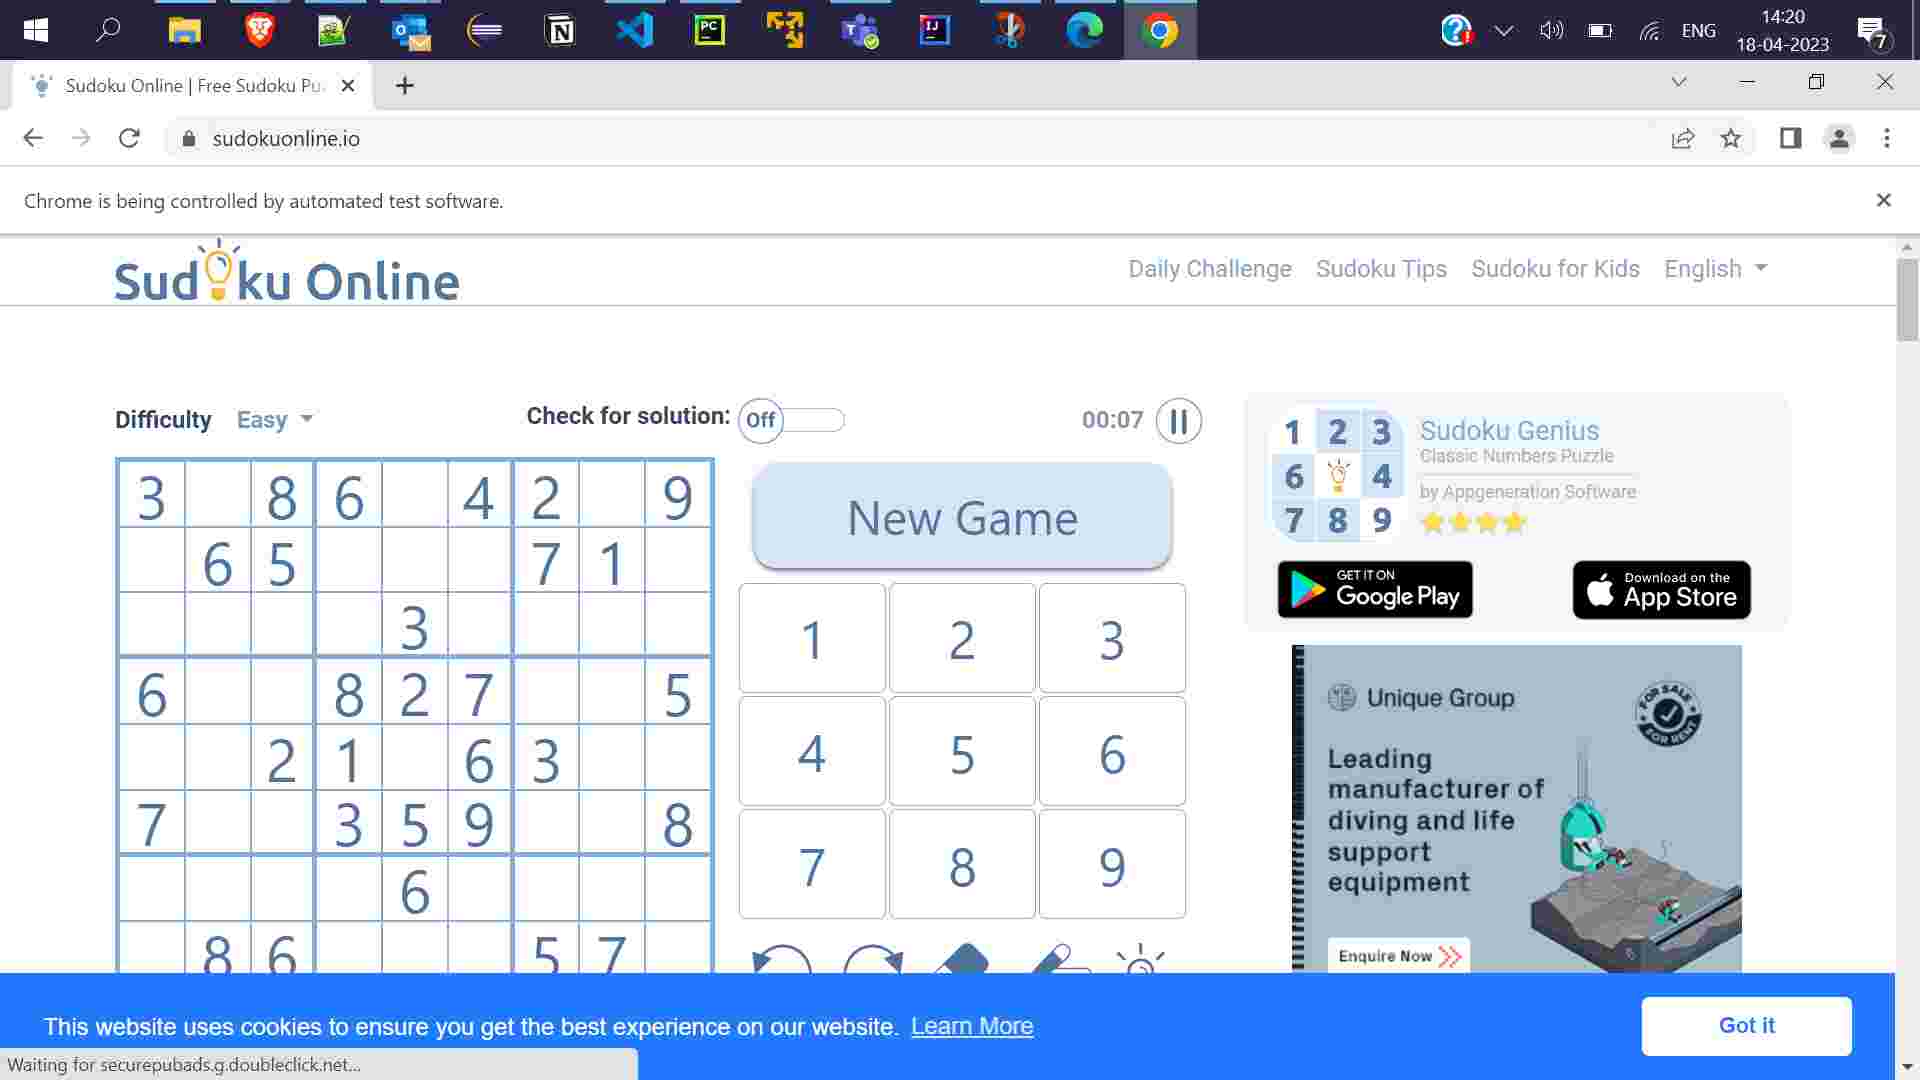 PC
IJ
ENG
14:20
18-04-2023
7
Sudoku Online | Free Sudoku Pu
sudokuonline.io
Chrome is being controlled by automated test software.
Sudoku Online
Daily Challenge Sudoku Tips Sudoku for Kids English
Difficulty Easy
Check for solution: Off
00:07
3 8 6 4 2 9
6 5 7 1
3
6 8 2 7 5
2 1 6 3
7 3 5 9 8
6
8 6 5 7
New Game
1 2 3
4 5 6
7 8 9
1 2 3
6 4
7 8 9
Sudoku Genius
Classic Numbers Puzzle
by Appgeneration Software
GET IT ON
Google Play
Download on the
App Store
Unique Group
FOR SALE
FOR RENT
Leading
manufacturer of
diving and life
support
equipment
Enquire Now
This website uses cookies to ensure you get the best experience on our website. Learn More
Got it
Waiting for securepubads.g.doubleclick.net...